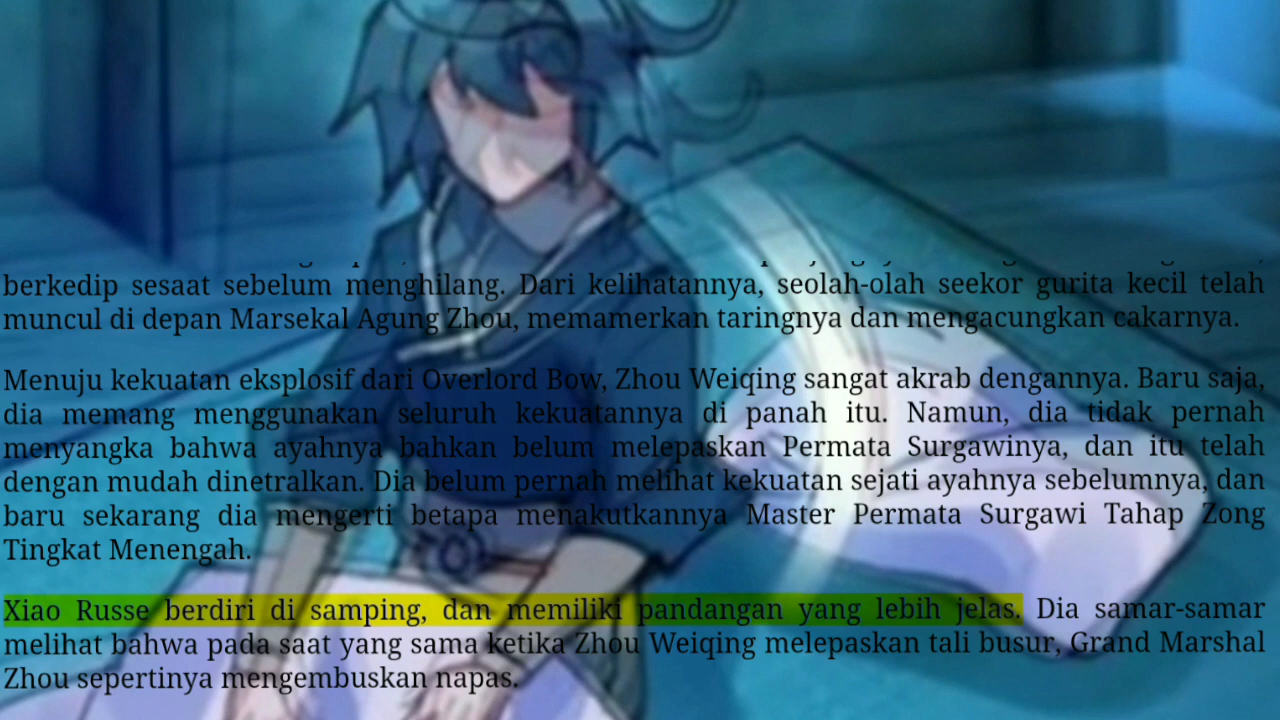 berkedip sesaat sebelum menghilang. Dari kelihatannya, seolah-olah seekor gurita kecil telah
muncul di depan Marsekal Agung Zhou, memamerkan taringnya dan mengacungkan cakarnya.
Menuju kekuatan eksplosif dari Overlord Bow, Zhou Weiqing sangat akrab dengannya. Baru saja,
dia memang menggunakan seluruh kekuatannya di panah itu. Namun, dia tidak pernah
menyangka bahwa ayahnya bahkan belum melepaskan Permata Surgawinya, dan itu telah
dengan mudah dinetralkan. Dia belum pernah melihat kekuatan sejati ayahnya sebelumnya, dan
baru sekarang dia mengerti betapa menakutkannya Master Permata Surgawi Tahap Zong
Tingkat Menengah.
Xiao Russe berdiri di samping, dan memiliki pandangan yang lebih jelas. Dia samar-samar
melihat bahwa pada saat yang sama ketika Zhou Weiqing melepaskan tali busur, Grand Marshal
Zhou sepertinya mengembuskan napas.